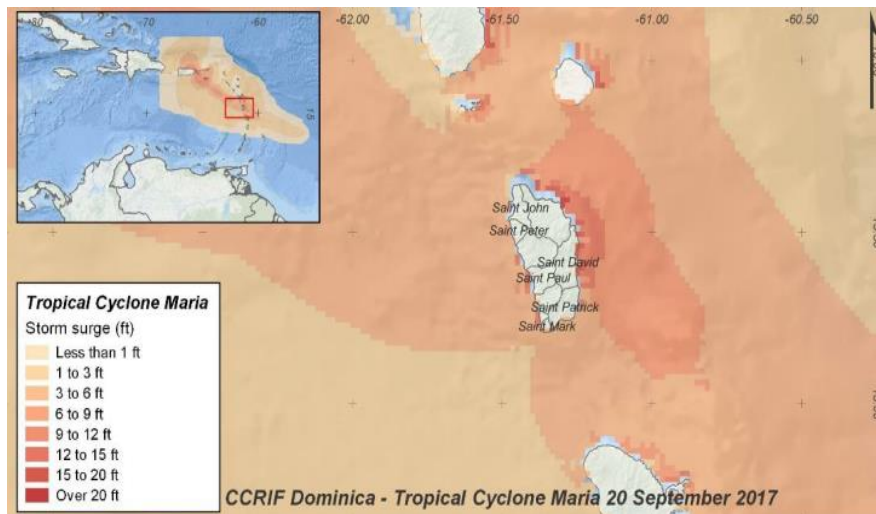 -80
-70
-60
15
-62.00
-61.50
-61.00
-60.50
Saint John
Saint Peter
Saint David
Saint Paul
Saint Patrick
Saint Mark
Tropical Cyclone Maria
Storm surge (ft)
Less than 1 ft
1 to 3 ft
3 to 6 ft
6 to 9 ft
9 to 12 ft
12 to 15 ft
15 to 20 ft
Over 20 ft
CCRIF Dominica - Tropical Cyclone Maria 20 September 2017